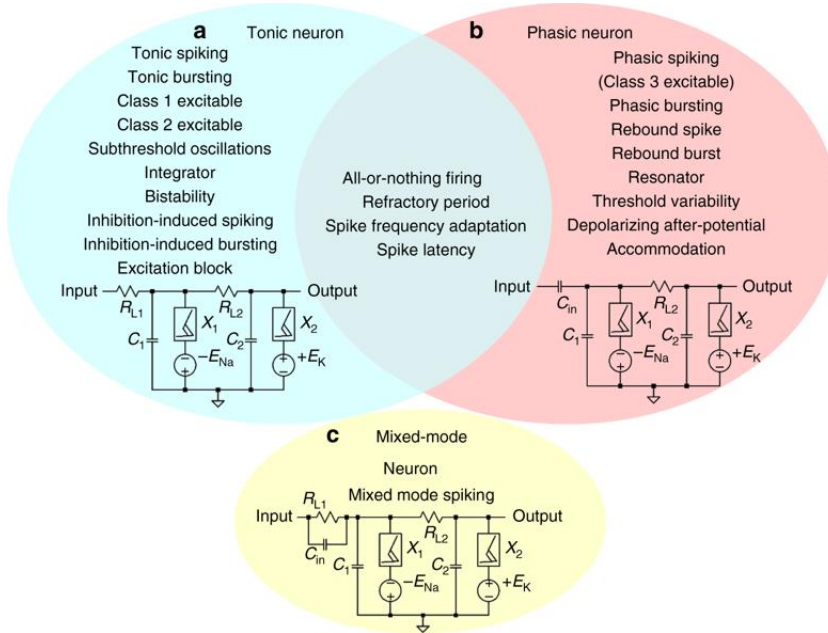 a Tonic neuron
Tonic spiking
Tonic bursting
Class 1 excitable
Class 2 excitable
Subthreshold oscillations
Integrator
Bistability
Inhibition-induced spiking
Inhibition-induced bursting
Excitation block
Input
Output
RL1
RL2
X1
X2
C1
C2
−ENa
+EK
All-or-nothing firing
Refractory period
Spike frequency adaptation
Spike latency
b Phasic neuron
Phasic spiking
(Class 3 excitable)
Phasic bursting
Rebound spike
Rebound burst
Resonator
Threshold variability
Depolarizing after-potential
Accommodation
Input
Output
Cin
RL2
X1
X2
C1
C2
−ENa
+EK
c Mixed-mode
Neuron
Mixed mode spiking
RL1
Input
Output
Cin
RL2
X1
X2
C1
C2
−ENa
+EK